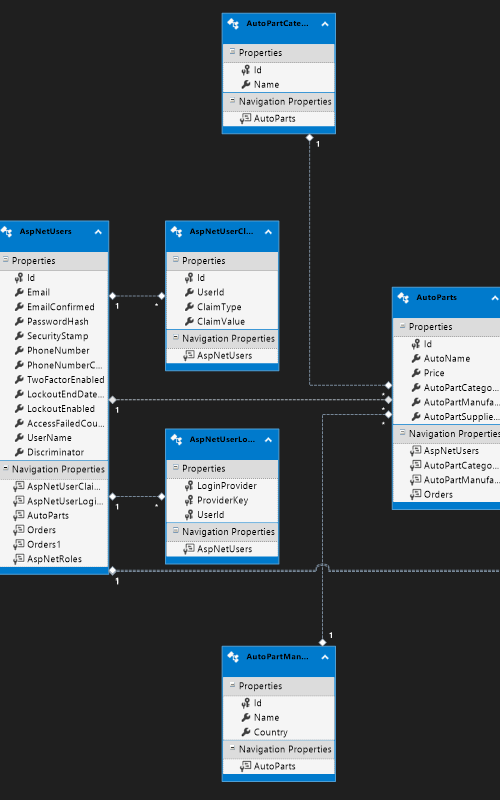 AutoPartCate...
Properties
Id
Name
Navigation Properties
AutoParts
1
AspNetUsers
Properties
Id
Email
EmailConfirmed
PasswordHash
SecurityStamp
PhoneNumber
PhoneNumberC...
TwoFactorEnabled
LockoutEndDate...
LockoutEnabled
AccessFailedCou...
UserName
Discriminator
Navigation Properties
AspNetUserClai...
AspNetUserLogi...
AutoParts
Orders
Orders1
AspNetRoles
1
*
1
1
*
1
AspNetUserCl...
Properties
Id
UserId
ClaimType
ClaimValue
Navigation Properties
AspNetUsers
AspNetUserLo...
Properties
LoginProvider
ProviderKey
UserId
Navigation Properties
AspNetUsers
AutoParts
Properties
Id
AutoName
Price
AutoPartCatego...
AutoPartManufa...
AutoPartSupplie...
Navigation Properties
AspNetUsers
AutoPartCatego...
AutoPartManufa...
Orders
*
*
*
1
AutoPartMan...
Properties
Id
Name
Country
Navigation Properties
AutoParts